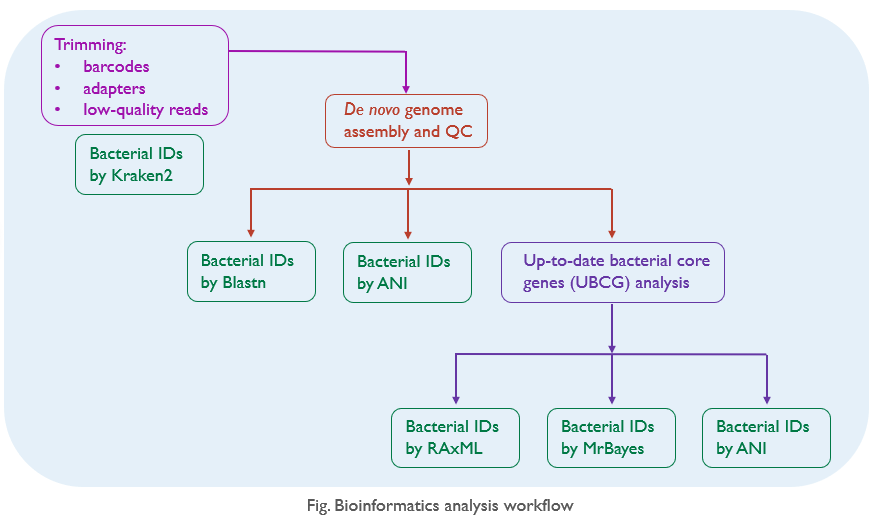 Trimming:
• barcodes
• adapters
• low-quality reads
De novo genome
assembly and QC
Bacterial IDs
by Kraken2
Bacterial IDs
by Blastn
Bacterial IDs
by ANI
Up-to-date bacterial core
genes (UBCG) analysis
Bacterial IDs
by RAxML
Bacterial IDs
by MrBayes
Bacterial IDs
by ANI
Fig. Bioinformatics analysis workflow